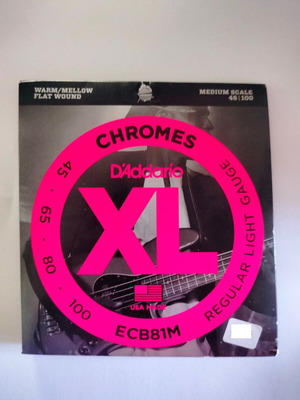 WARM/MELLOW
FLAT WOUND
MEDIUM SCALE
45|100
CHROMES
D'Addario
XL
45 • 65 • 80 • 100
REGULAR LIGHT GAUGE
USA MADE
ECB81M